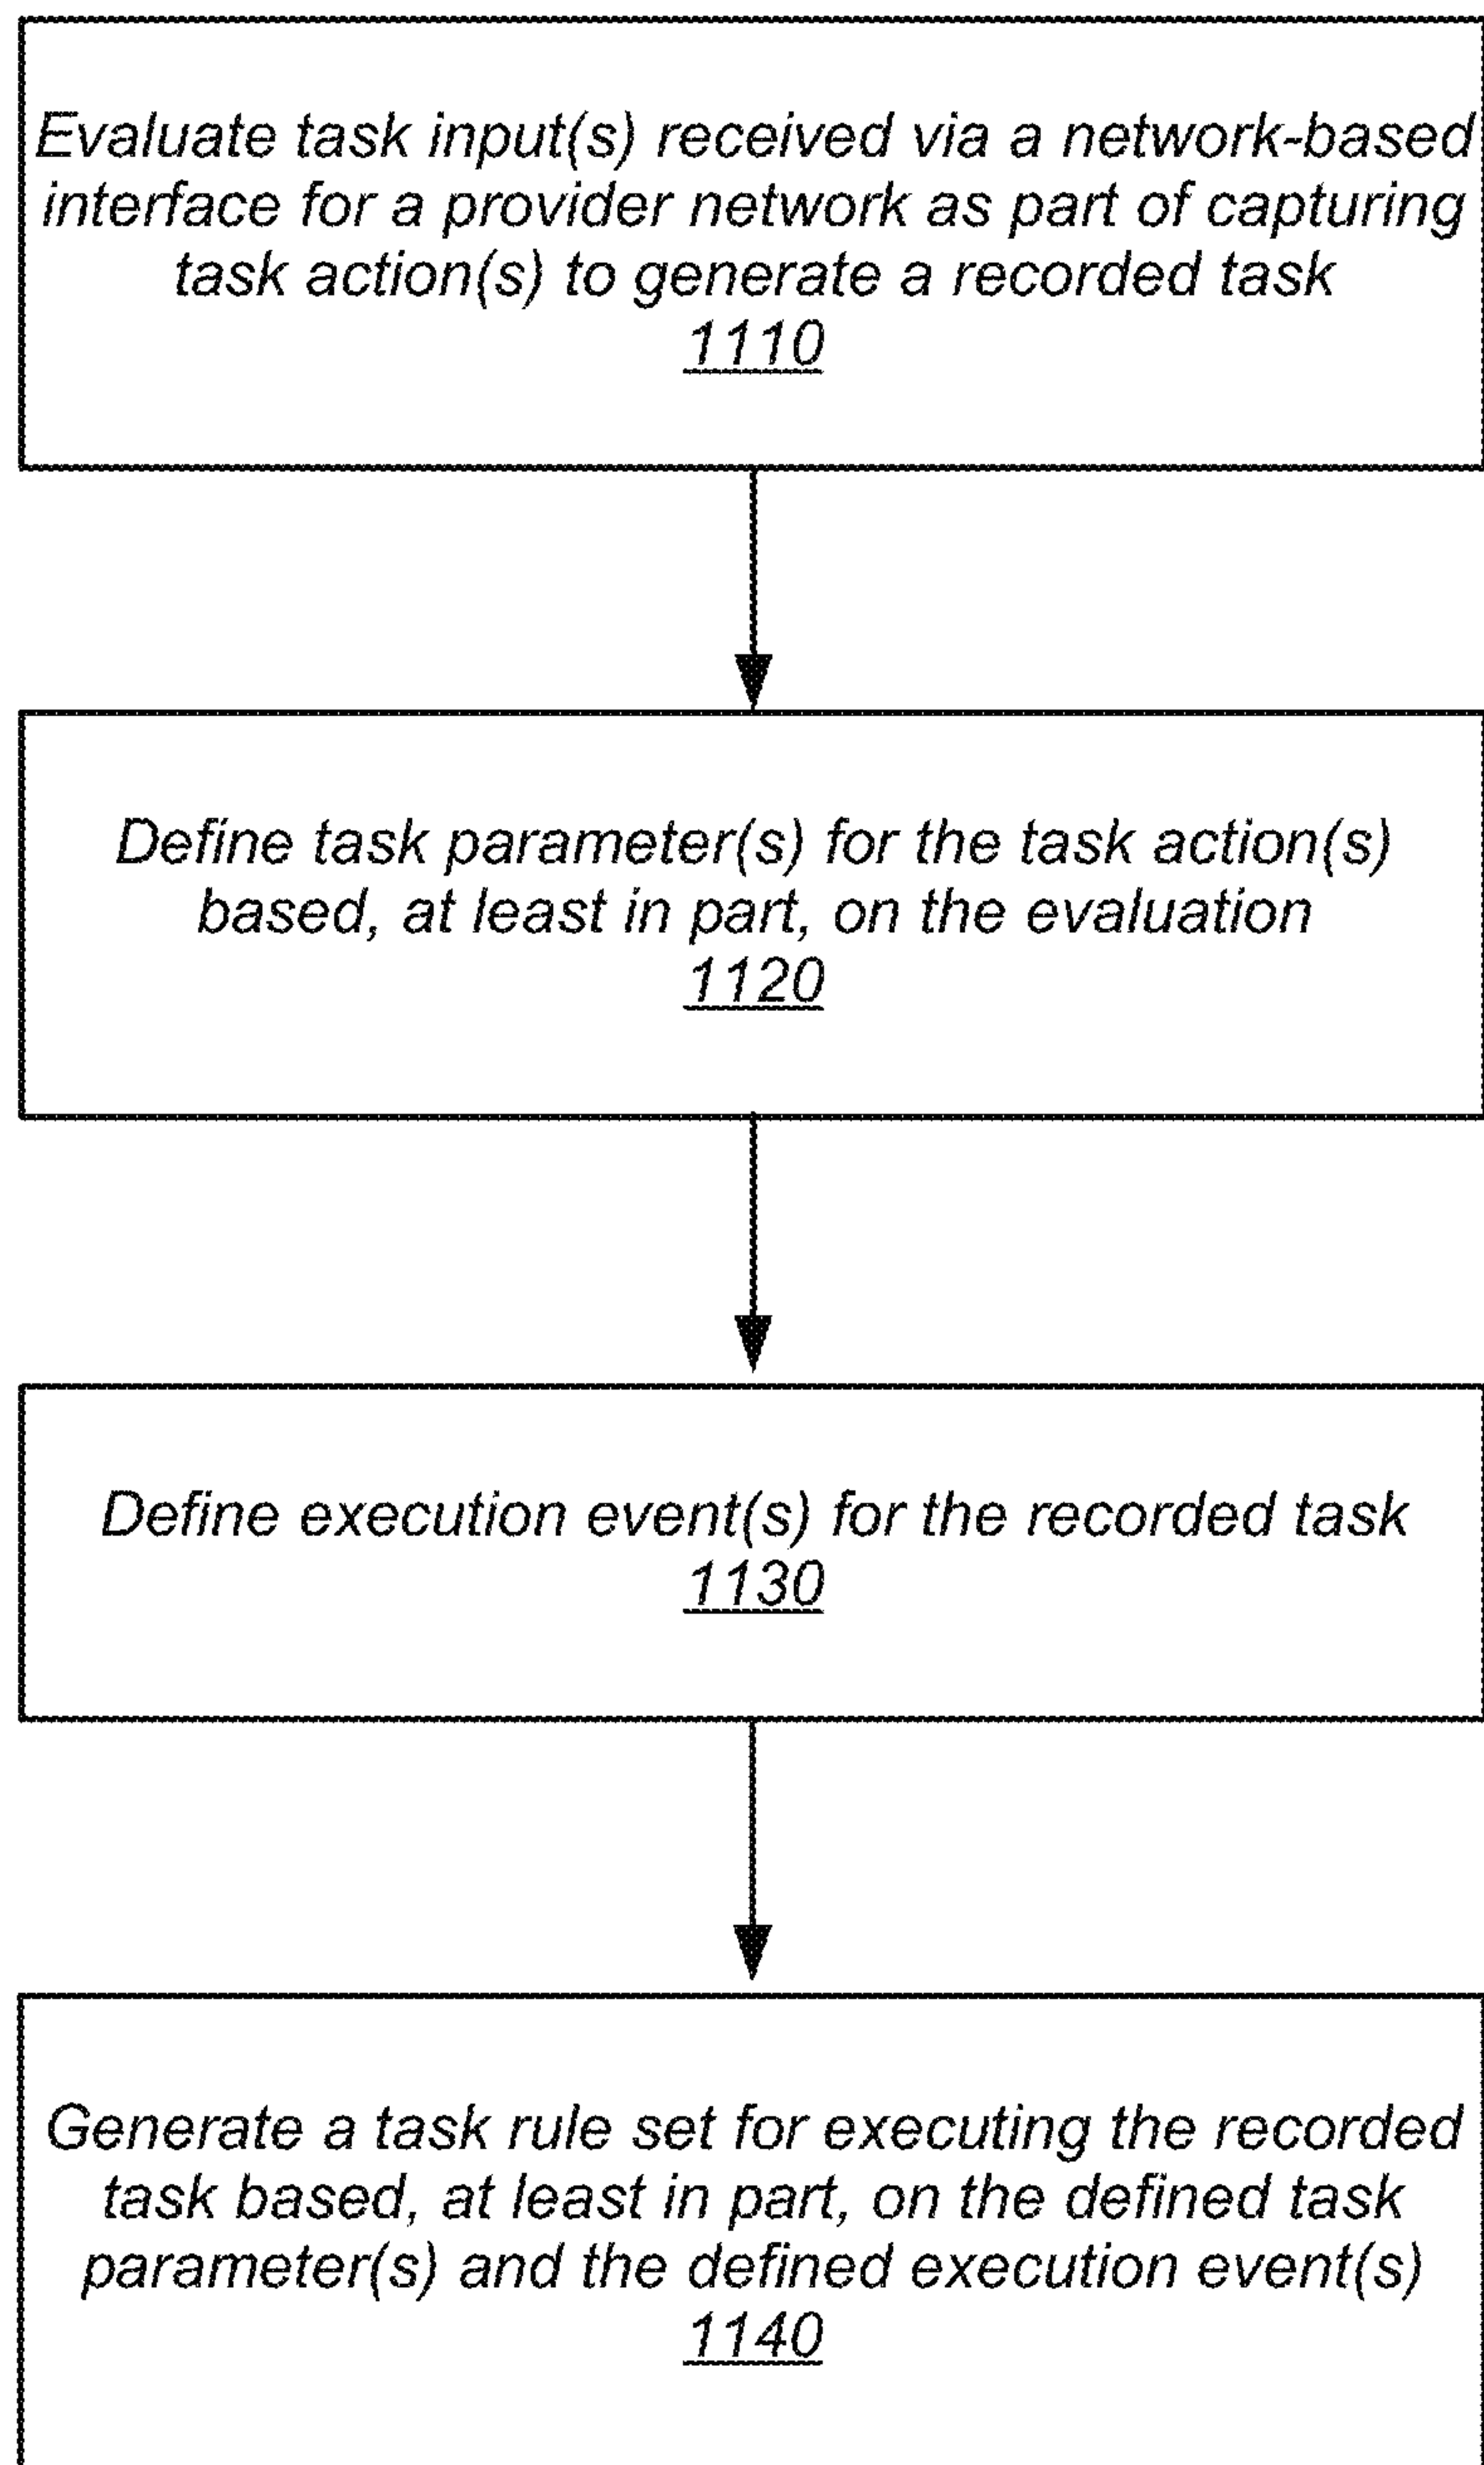 Evaluate task input(s) received via a network-based
interface for a provider network as part of capturing
task action(s) to generate a recorded task
1110
Define task parameter(s) for the task action(s)
based, at least in part, on the evaluation
1120
Define execution event(s) for the recorded task
1130
Generate a task rule set for executing the recorded
task based, at least in part, on the defined task
parameter(s) and the defined execution event(s)
1140